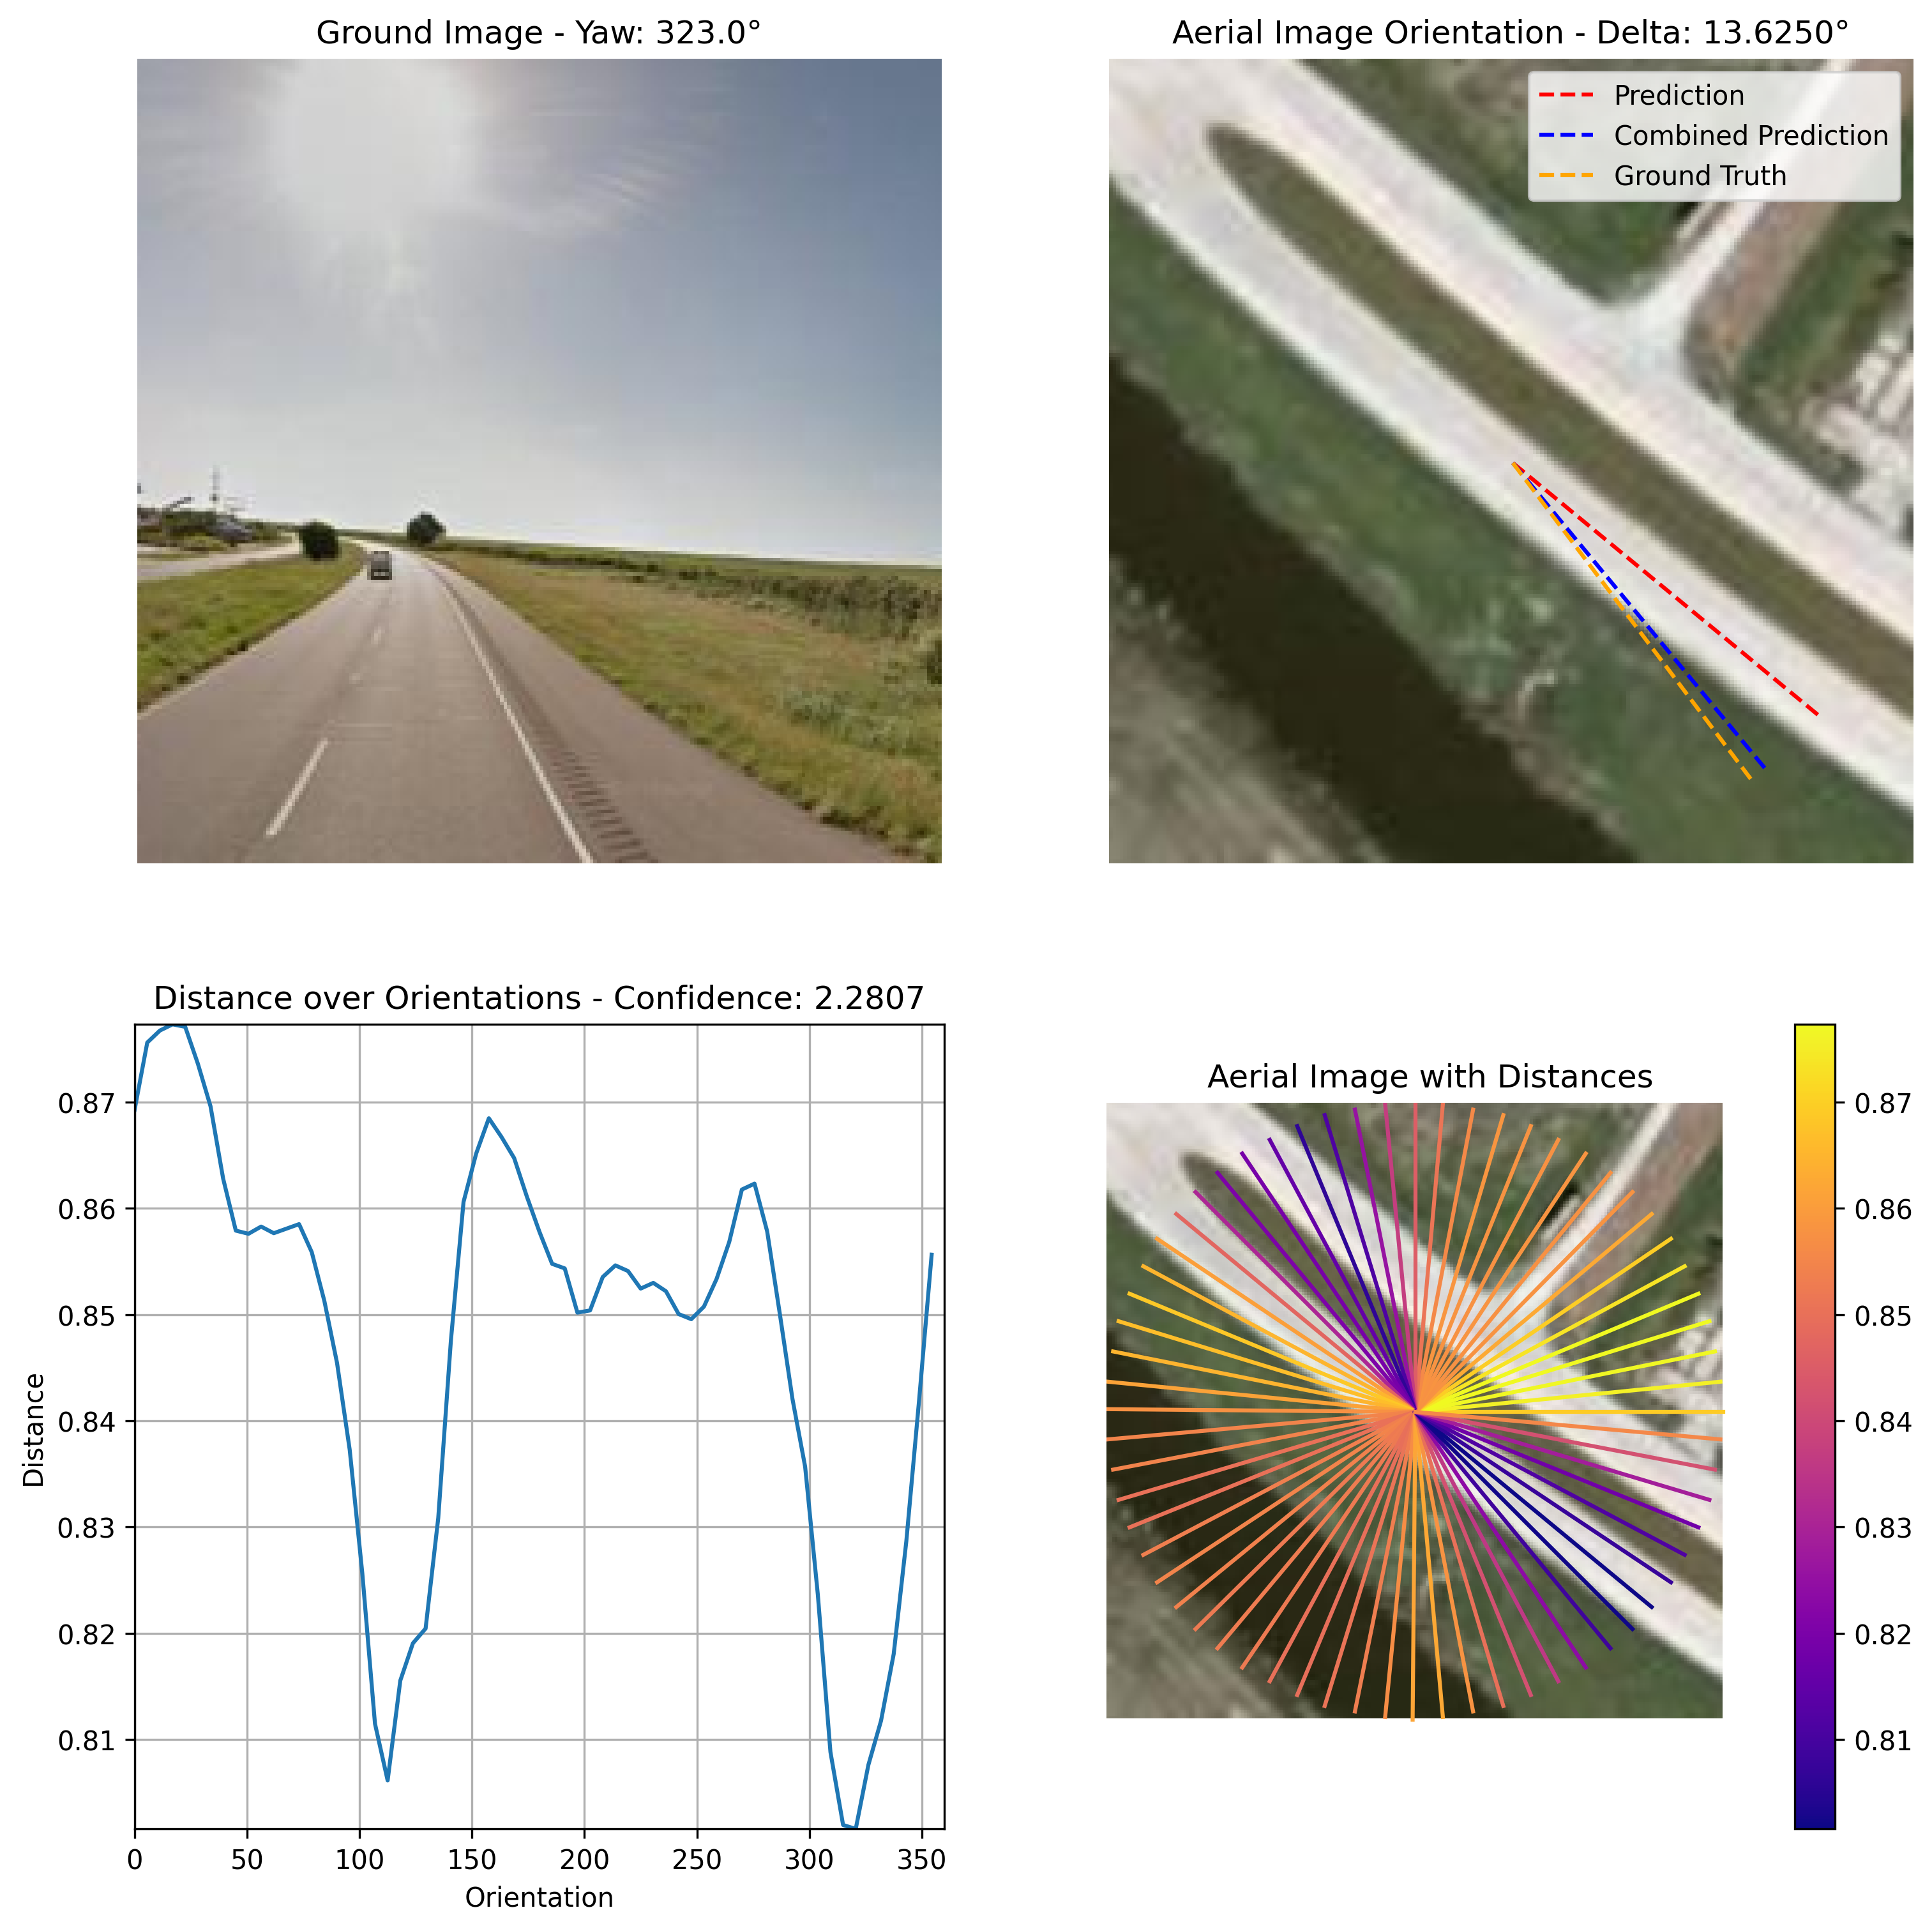 Ground Image - Yaw: 323.0°
Aerial Image Orientation - Delta: 13.6250°
Prediction
Combined Prediction
Ground Truth
Distance over Orientations - Confidence: 2.2807
0.87
0.86
0.85
0.84
0.83
0.82
0.81
Distance
0 50 100 150 200 250 300 350
Orientation
Aerial Image with Distances
0.87
0.86
0.85
0.84
0.83
0.82
0.81